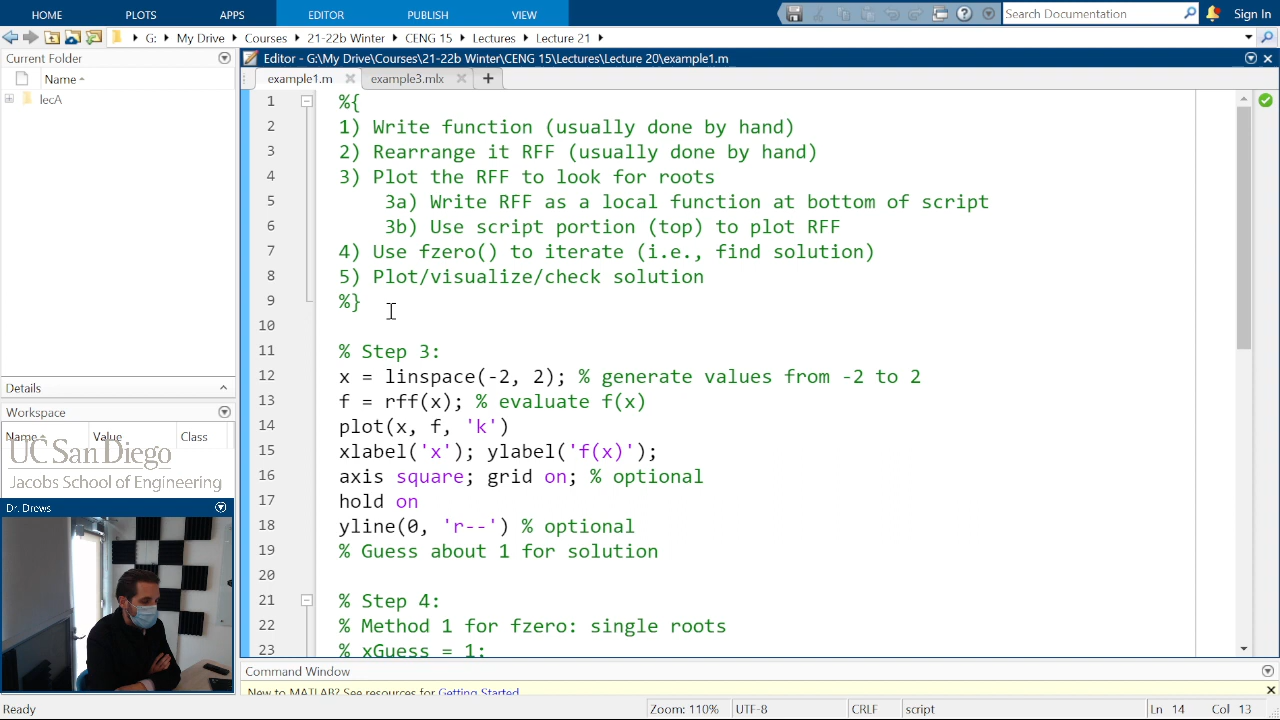 HOME PLOTS APPS EDITOR PUBLISH VIEW Search Documentation Sign In
G: My Drive Courses 21-22b Winter CENG 15 Lectures Lecture 21
Current Folder
Name
lecA
Details
Workspace
Name Value Class
UC San Diego
Jacobs School of Engineering
Dr. Drews
Editor - G:\My Drive\Courses\21-22b Winter\CENG 15\Lectures\Lecture 20\example1.m
example1.m example3.mlx
1 %{
2 1) Write function (usually done by hand)
3 2) Rearrange it RFF (usually done by hand)
4 3) Plot the RFF to look for roots
5 3a) Write RFF as a local function at bottom of script
6 3b) Use script portion (top) to plot RFF
7 4) Use fzero() to iterate (i.e., find solution)
8 5) Plot/visualize/check solution
9 %}
10
11 % Step 3:
12 x = linspace(-2, 2); % generate values from -2 to 2
13 f = rff(x); % evaluate f(x)
14 plot(x, f, 'k')
15 xlabel('x'); ylabel('f(x)');
16 axis square; grid on; % optional
17 hold on
18 yline(0, 'r--') % optional
19 % Guess about 1 for solution
20
21 % Step 4:
22 % Method 1 for fzero: single roots
23 % xGuess = 1;
Command Window
New to MATLAB? See resources for Getting Started
Ready Zoom: 110% UTF-8 CRLF script Ln 14 Col 13